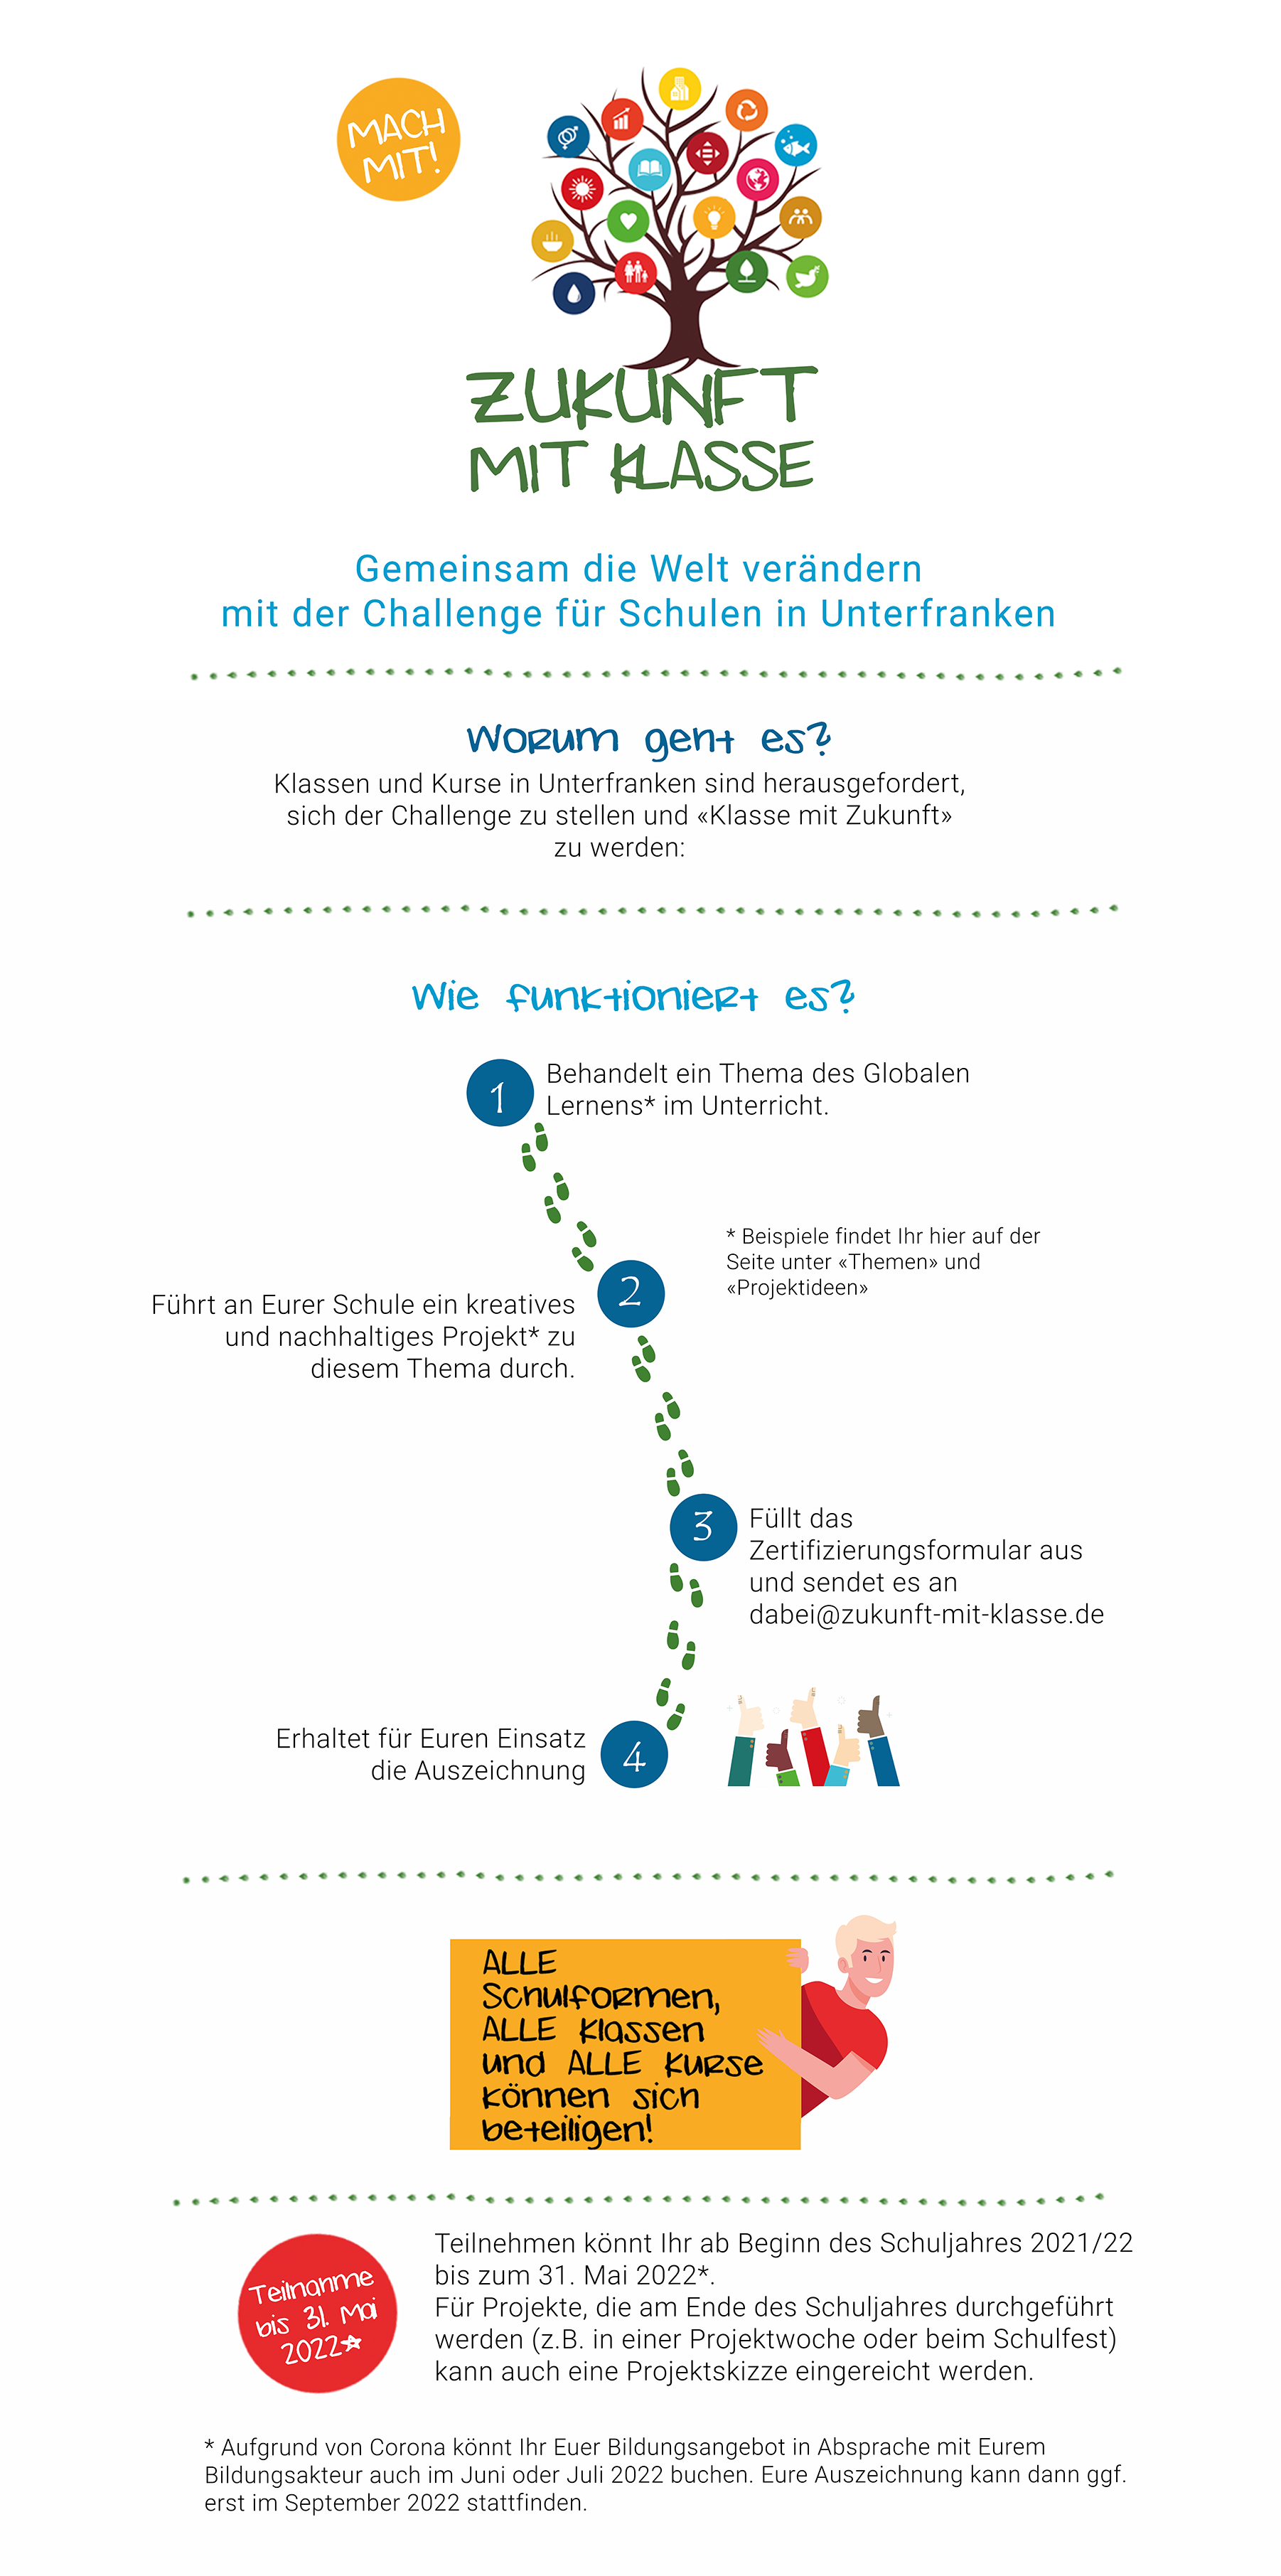 MACH
MIT!
ZUKUNFT
MIT KLASSE
Gemeinsam die Welt verändern
mit der Challenge für Schulen in Unterfranken
Worum geht es?
Klassen und Kurse in Unterfranken sind herausgefordert,
sich der Challenge zu stellen und «Klasse mit Zukunft»
zu werden:
Wie funktioniert es?
1
Behandelt ein Thema des Globalen
Lernens* im Unterricht.
* Beispiele findet Ihr hier auf der
Seite unter «Themen» und
«Projektideen»
2
Führt an Eurer Schule ein kreatives
und nachhaltiges Projekt* zu
diesem Thema durch.
3
Füllt das
Zertifizierungsformular aus
und sendet es an
dabei@zukunft-mit-klasse.de
Erhaltet für Euren Einsatz
die Auszeichnung
4
ALLE
Schulformen,
ALLE Klassen
und ALLE Kurse
können sich
beteiligen!
Teilnahme
bis 31. Mai
2022*
Teilnehmen könnt Ihr ab Beginn des Schuljahres 2021/22
bis zum 31. Mai 2022*.
Für Projekte, die am Ende des Schuljahres durchgeführt
werden (z.B. in einer Projektwoche oder beim Schulfest)
kann auch eine Projektskizze eingereicht werden.
* Aufgrund von Corona könnt Ihr Euer Bildungsangebot in Absprache mit Eurem
Bildungsakteur auch im Juni oder Juli 2022 buchen. Eure Auszeichnung kann dann ggf.
erst im September 2022 stattfinden.